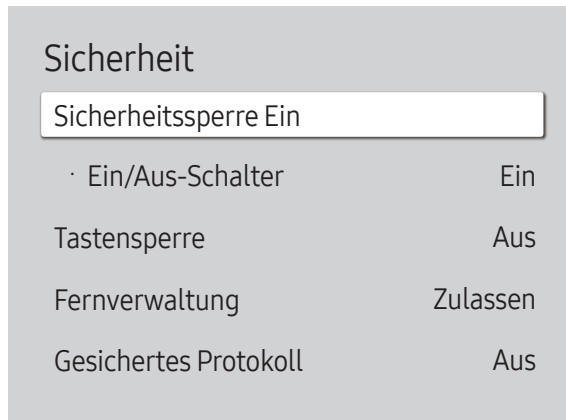 Sicherheit
Sicherheitssperre Ein
· Ein/Aus-Schalter Ein
Tastensperre Aus
Fernverwaltung Zulassen
Gesichertes Protokoll Aus